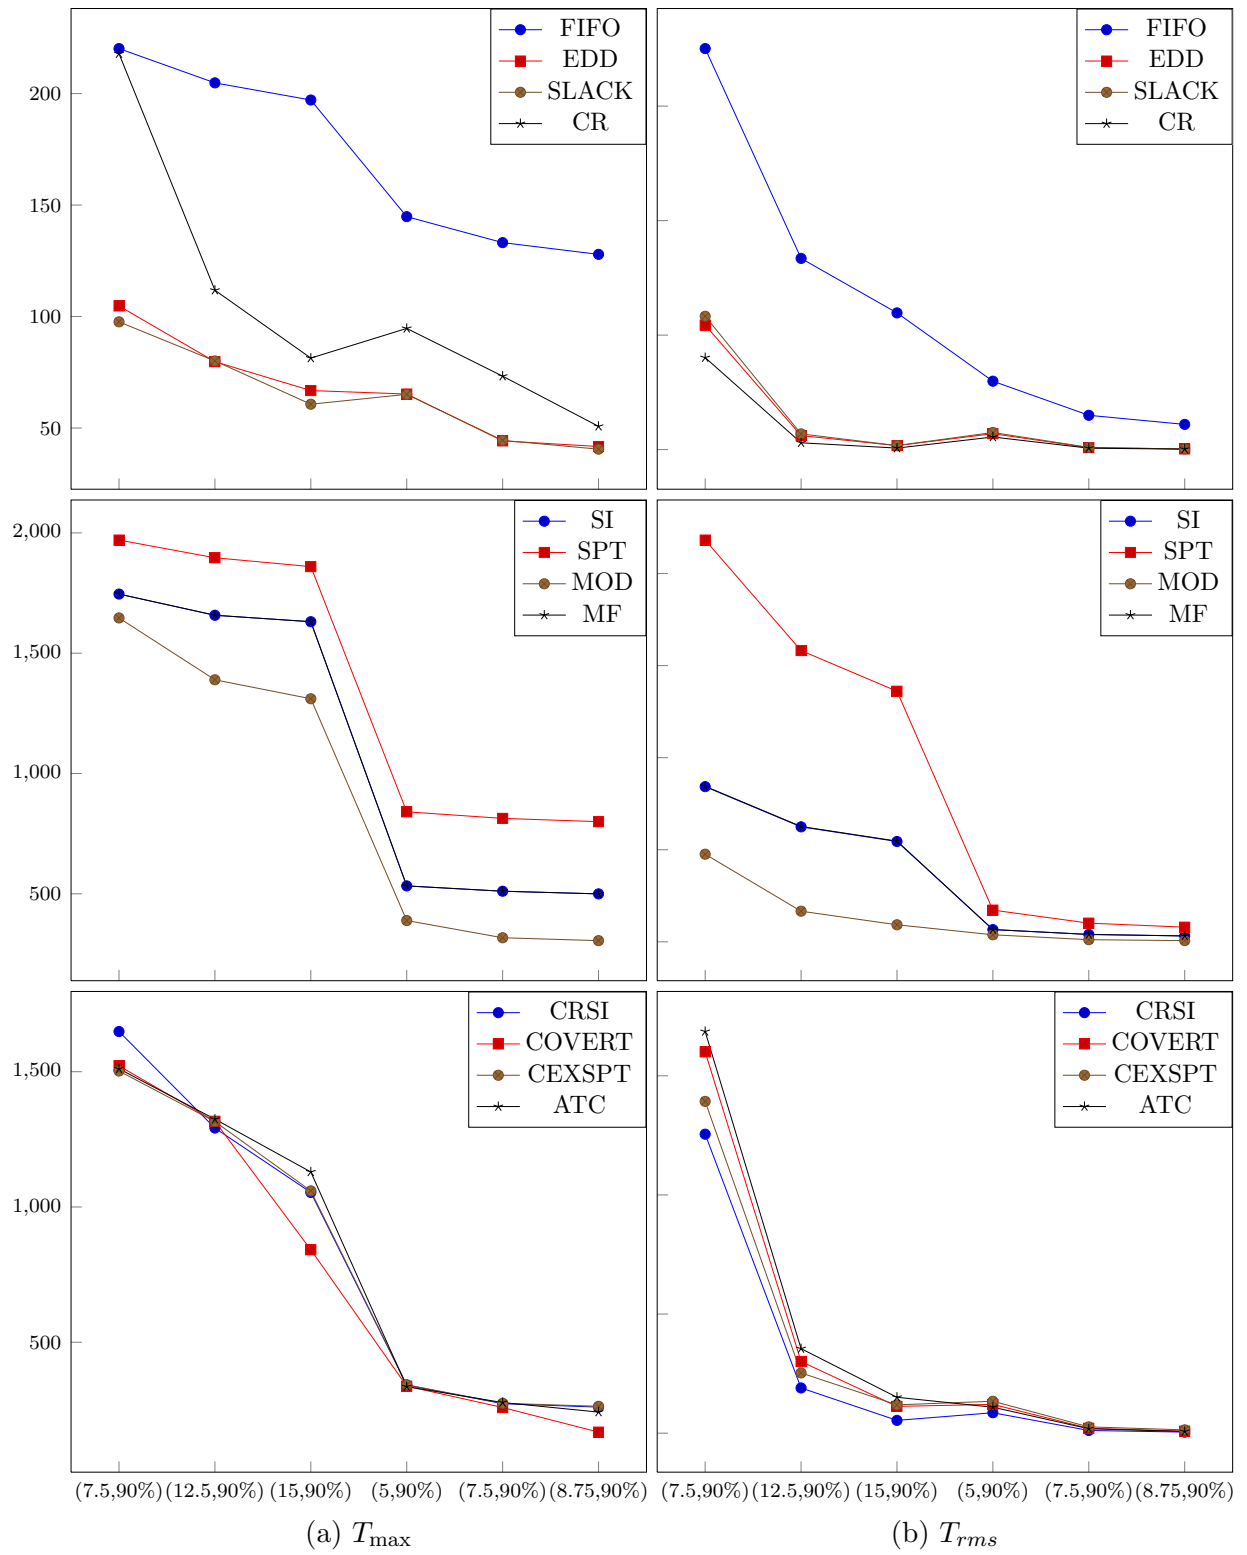 FIFO
EDD
SLACK
CR
200
150
100
50
FIFO
EDD
SLACK
CR
SI
SPT
MOD
MF
2,000
1,500
1,000
500
SI
SPT
MOD
MF
CRSI
COVERT
CEXSPT
ATC
1,500
1,000
500
CRSI
COVERT
CEXSPT
ATC
(7.5,90%) (12.5,90%) (15,90%) (5,90%) (7.5,90%) (8.75,90%)
(7.5,90%) (12.5,90%) (15,90%) (5,90%) (7.5,90%) (8.75,90%)
(a) T_max
(b) T_rms